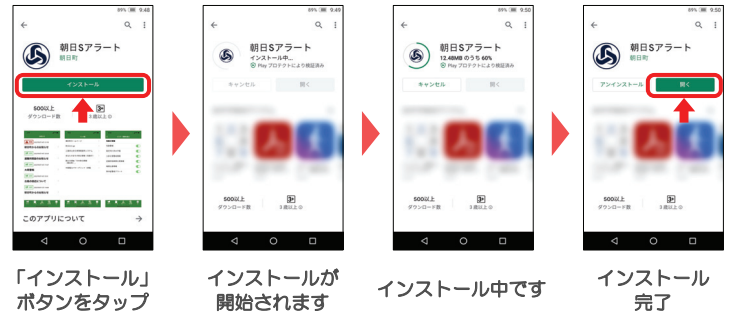 89% 9:48
朝日Sアラート
朝日町
インストール
500以上
ダウンロード数
3+
3 歳以上
このアプリについて
「インストール」
ボタンをタップ
89% 9:49
朝日Sアラート
インストール中...
Play プロテクトにより検証済み
キャンセル
開く
500以上
ダウンロード数
3+
3 歳以上
インストールが
開始されます
89% 9:50
朝日Sアラート
12.48MB のうち 60%
Play プロテクトにより検証済み
キャンセル
開く
500以上
ダウンロード数
3+
3 歳以上
インストール中です
89% 9:50
朝日Sアラート
朝日町
アンインストール
開く
500以上
ダウンロード数
3+
3 歳以上
インストール
完了